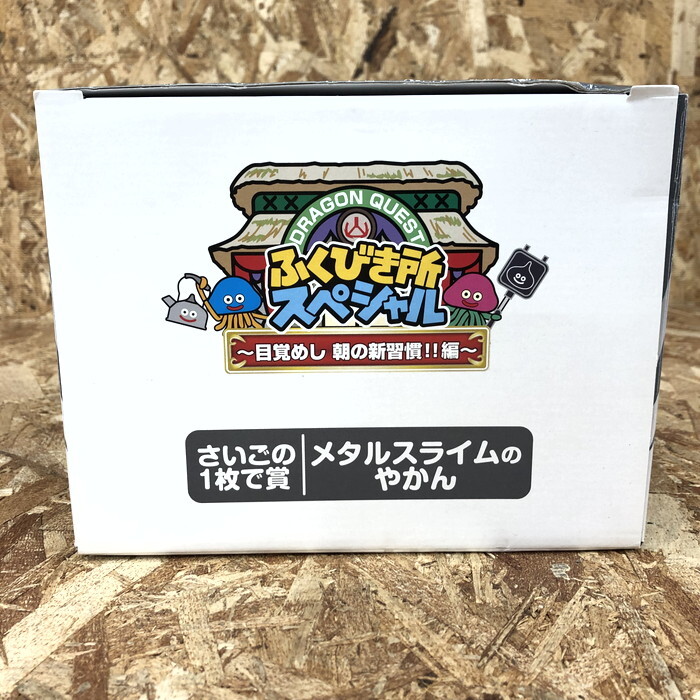 DRAGON QUEST
ふくびき所
スペシャル
～目覚めし 朝の新習慣!!編～
さいごの
1枚で賞
メタルスライムの
やかん